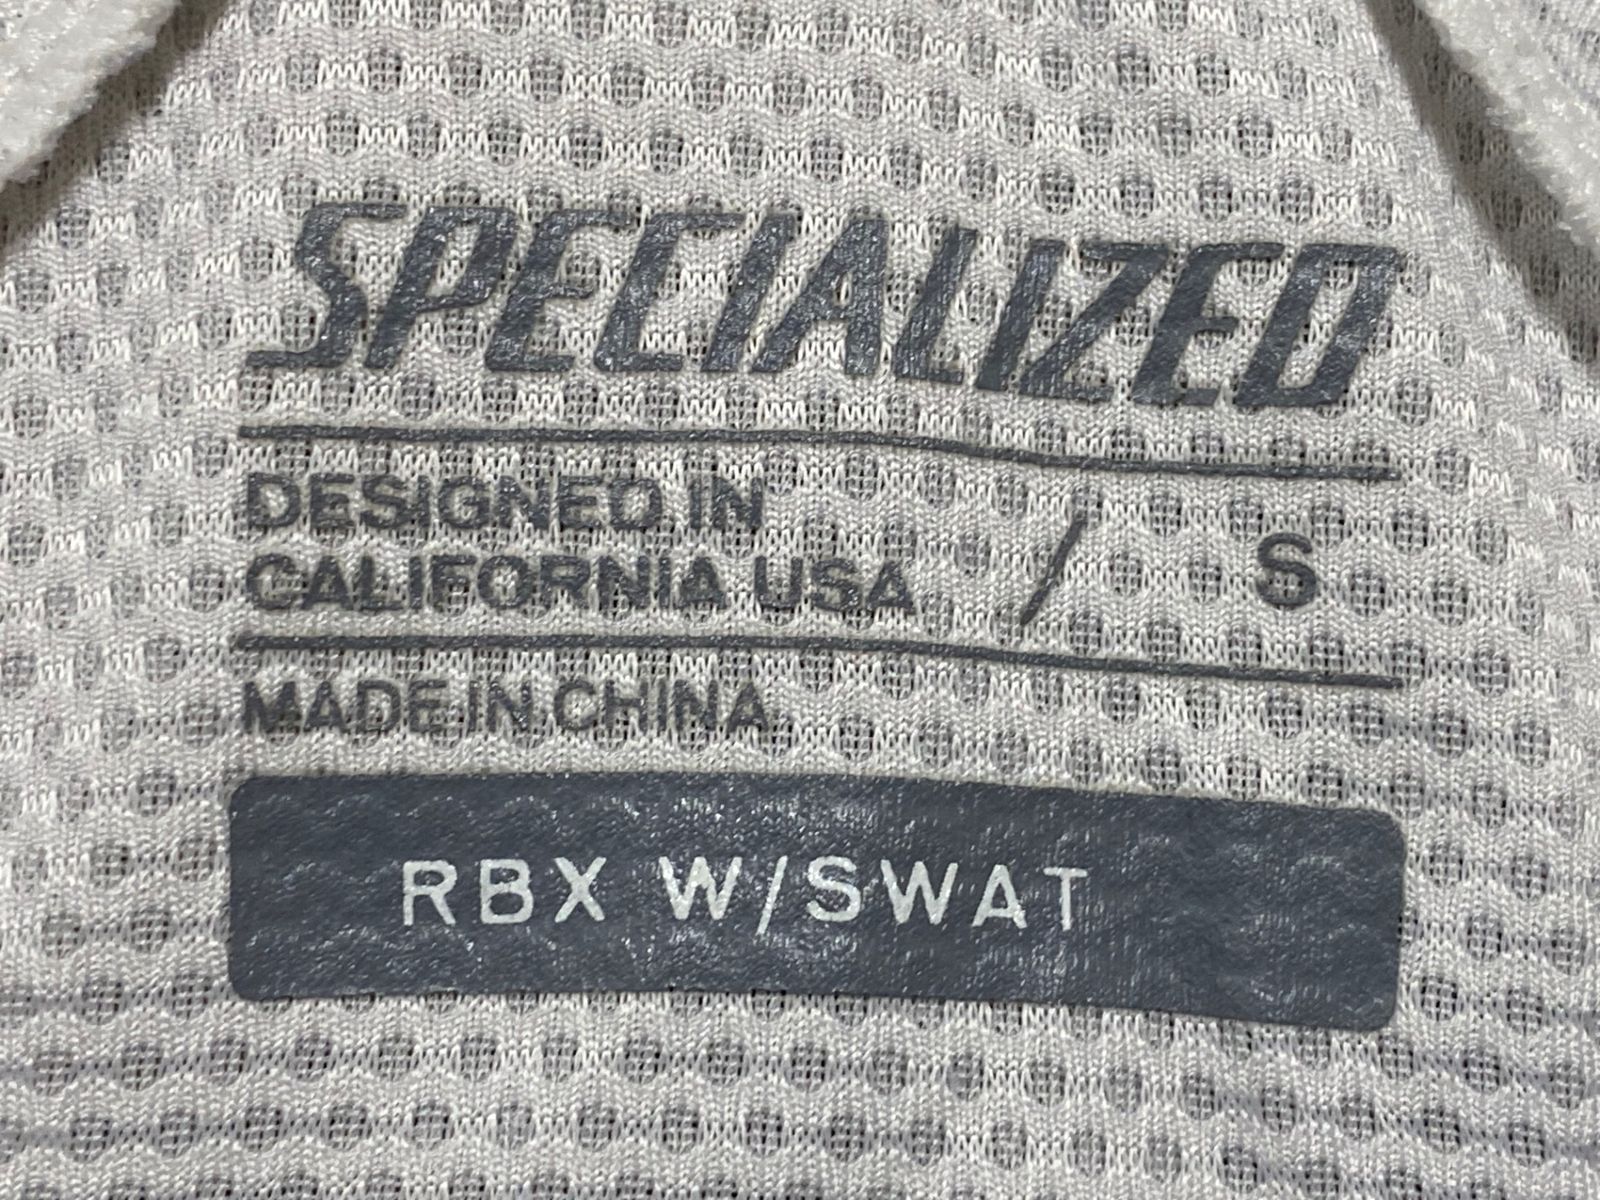 SPECIALIZED
DESIGNED IN
CALIFORNIA USA / S
MADE IN CHINA
RBX W/SWAT